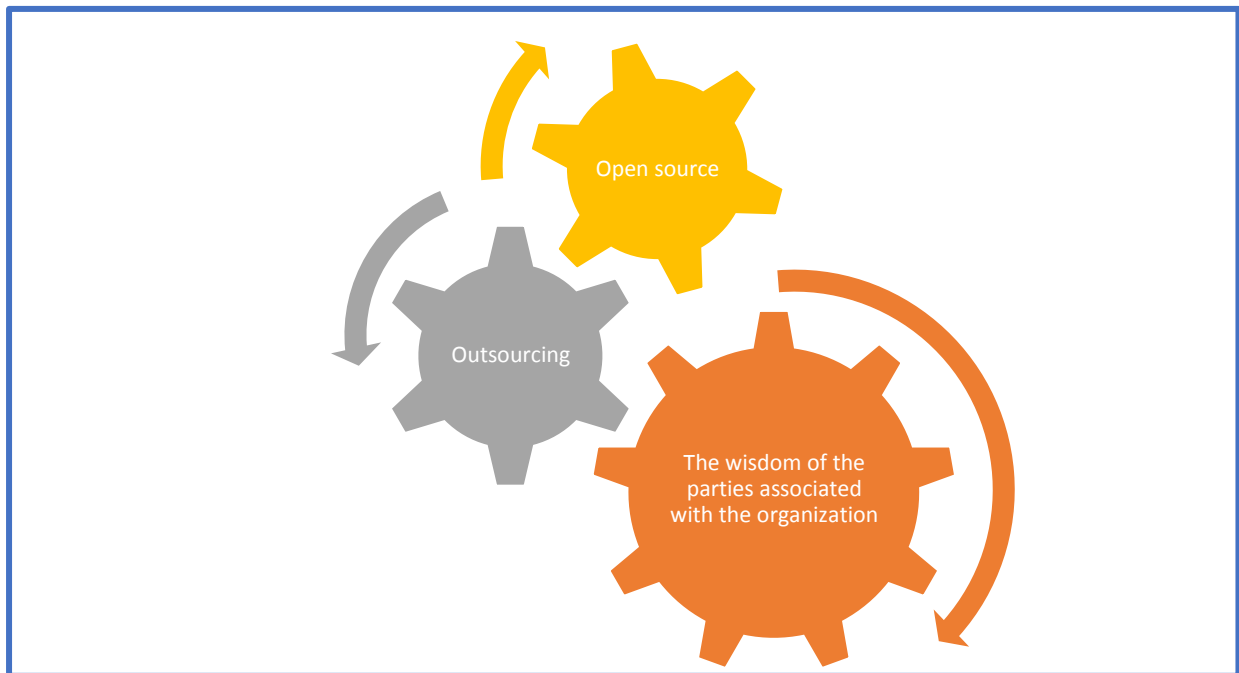 Open source
Outsourcing
The wisdom of the
parties associated
with the organization